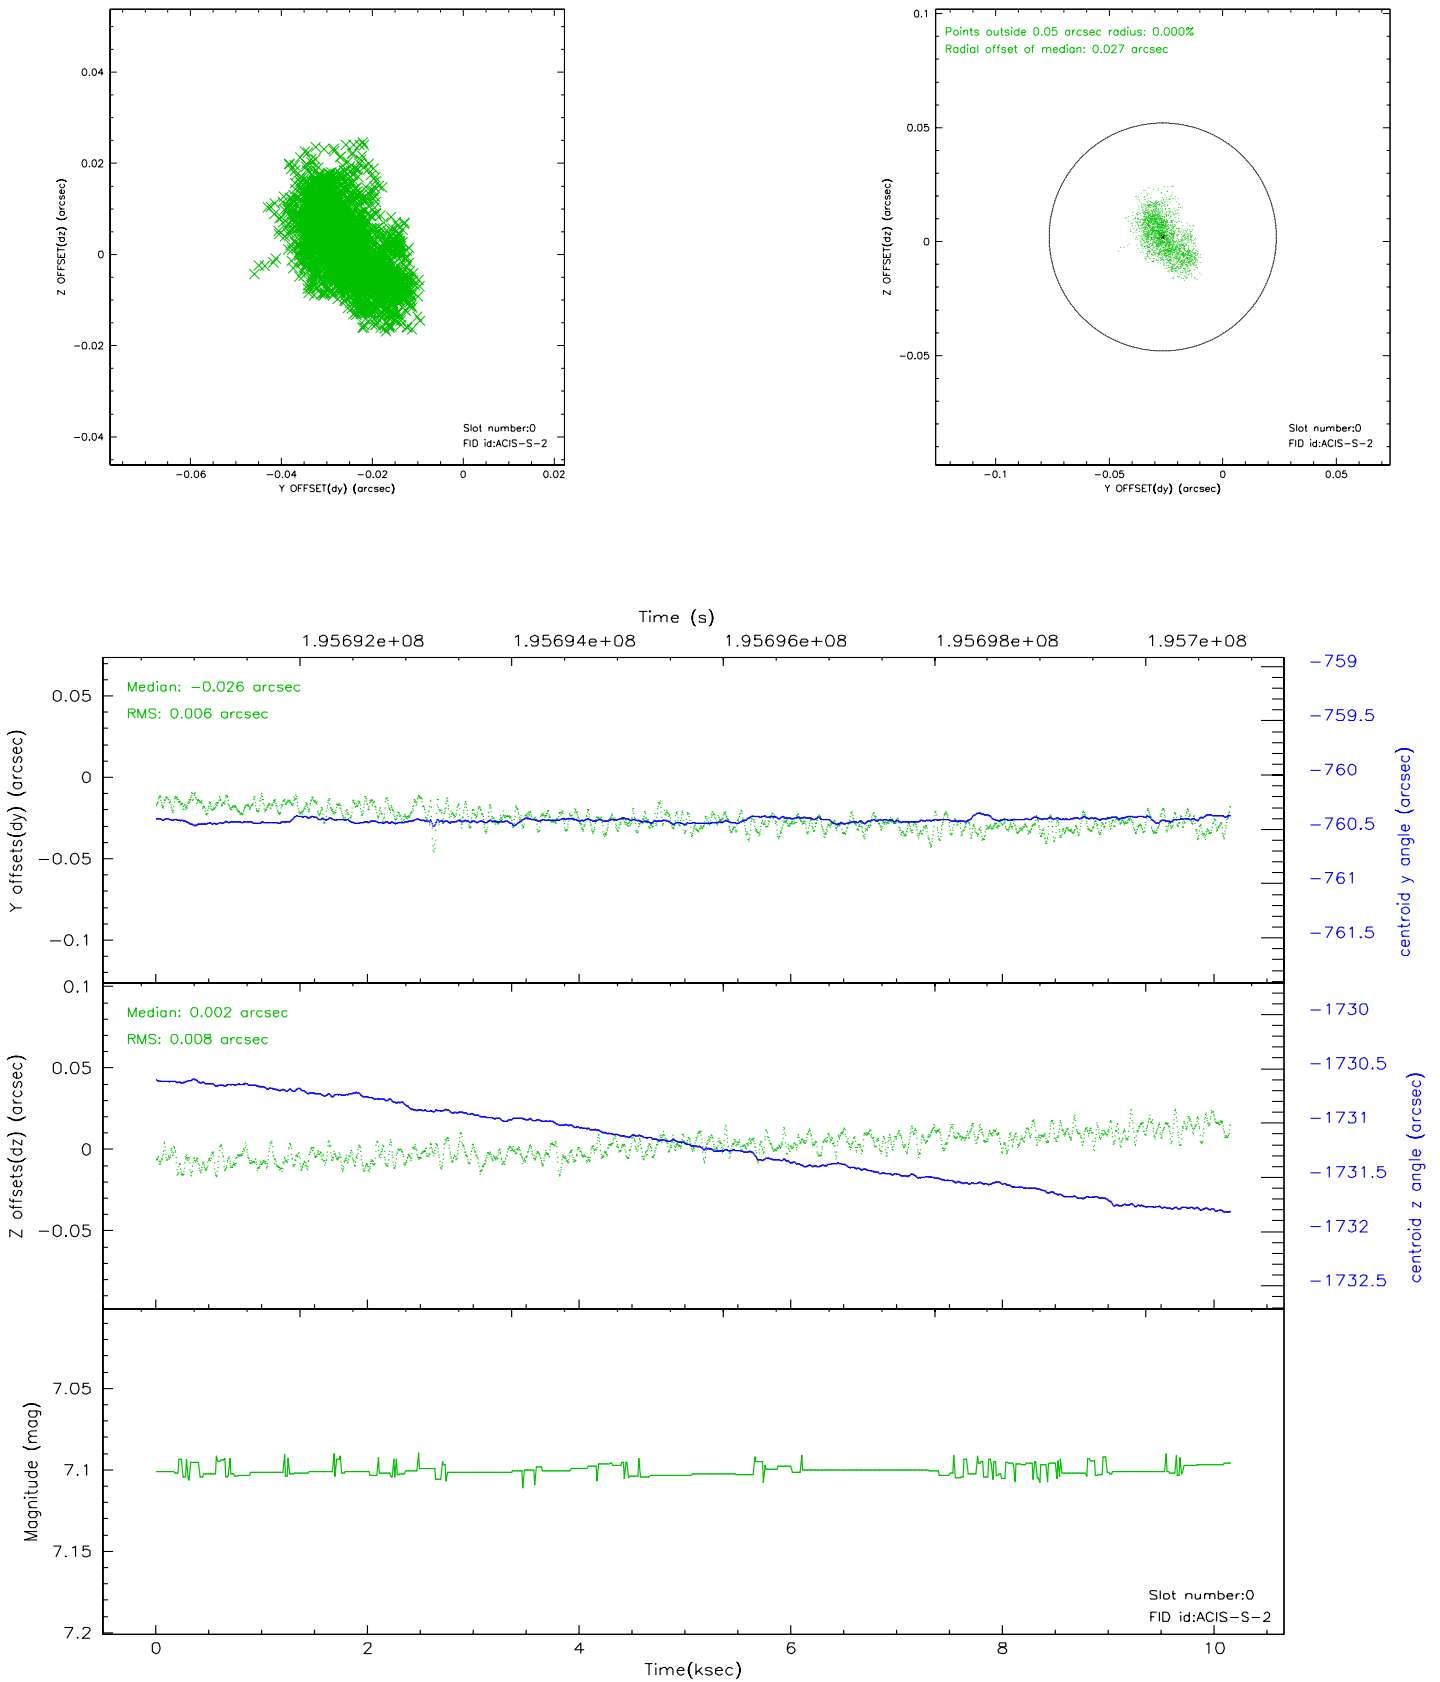 0.04
0.02
0
−0.02
−0.04
Z OFFSET(dz) (arcsec)
Slot number:0
FID id:ACIS−S−2
−0.06 −0.04 −0.02 0 0.02
Y OFFSET(dy) (arcsec)
Points outside 0.05 arcsec radius: 0.000%
Radial offset of median: 0.027 arcsec
0.1
0.05
0
−0.05
Z OFFSET(dz) (arcsec)
Slot number:0
FID id:ACIS−S−2
−0.1 −0.05 0 0.05
Y OFFSET(dy) (arcsec)
Time (s)
1.95692e+08 1.95694e+08 1.95696e+08 1.95698e+08 1.957e+08
Median: −0.026 arcsec
RMS: 0.006 arcsec
0.05
0
−0.05
−0.1
Y offsets(dy) (arcsec)
−759
−759.5
−760
−760.5
−761
−761.5
centroid y angle (arcsec)
Median: 0.002 arcsec
RMS: 0.008 arcsec
0.1
0.05
0
−0.05
Z offsets(dz) (arcsec)
−1730
−1730.5
−1731
−1731.5
−1732
−1732.5
centroid z angle (arcsec)
7.05
7.1
7.15
7.2
Magnitude (mag)
Slot number:0
FID id:ACIS−S−2
0 2 4 6 8 10
Time(ksec)